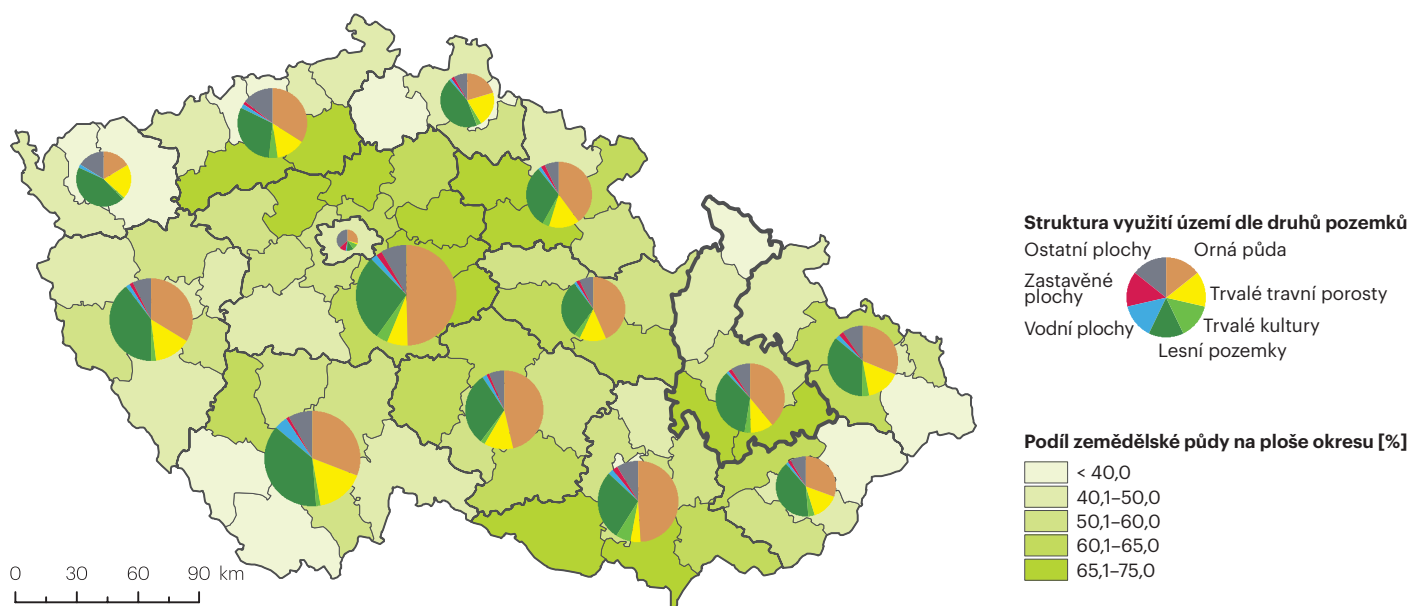 Struktura využití území dle druhů pozemků
Ostatní plochy
Orná půda
Zastavěné
plochy
Trvalé travní porosty
Vodní plochy
Trvalé kultury
Lesní pozemky
Podíl zemědělské půdy na ploše okresu [%]
< 40,0
40,1–50,0
50,1–60,0
60,1–65,0
65,1–75,0
0 30 60 90 km